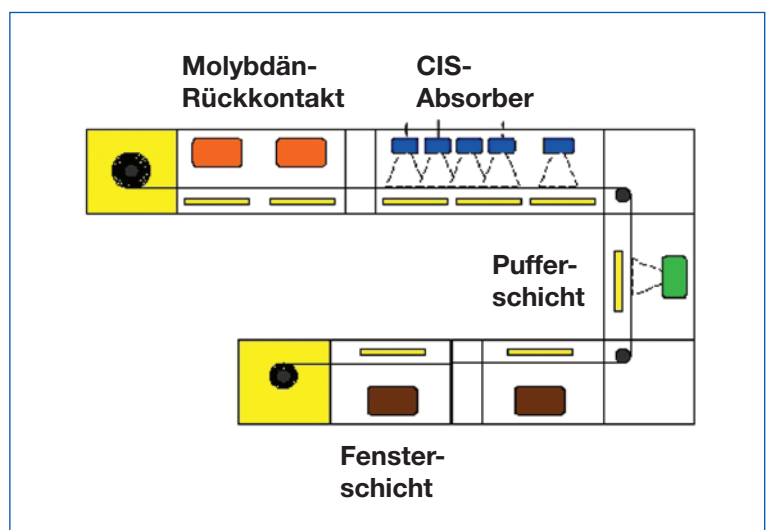 Molybdän-
Rückkontakt
CIS-
Absorber
Puffer-
schicht
Fenster-
schicht